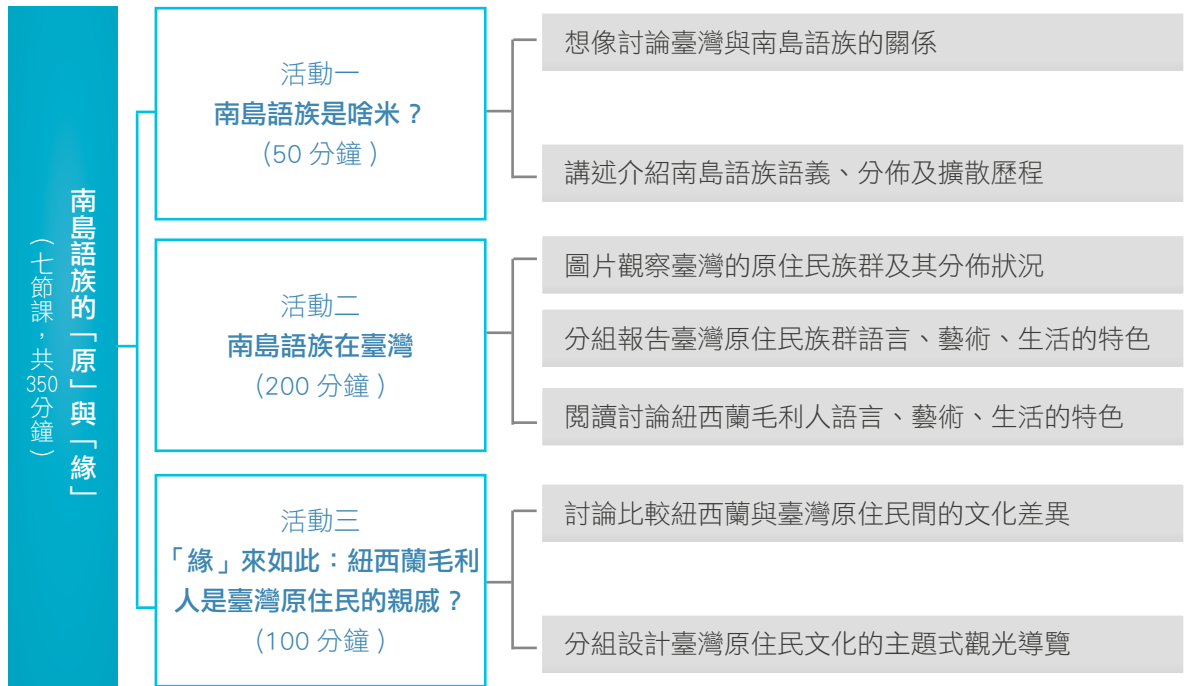 南島語族的「原」與「緣」
（七節課，共350分鐘）
活動一
南島語族是啥米？
（50 分鐘）
想像討論臺灣與南島語族的關係
講述介紹南島語族語義、分佈及擴散歷程
活動二
南島語族在臺灣
（200 分鐘）
圖片觀察臺灣的原住民族群及其分佈狀況
分組報告臺灣原住民族群語言、藝術、生活的特色
閱讀討論紐西蘭毛利人語言、藝術、生活的特色
活動三
「緣」來如此：紐西蘭毛利
人是臺灣原住民的親戚？
（100 分鐘）
討論比較紐西蘭與臺灣原住民間的文化差異
分組設計臺灣原住民文化的主題式觀光導覽